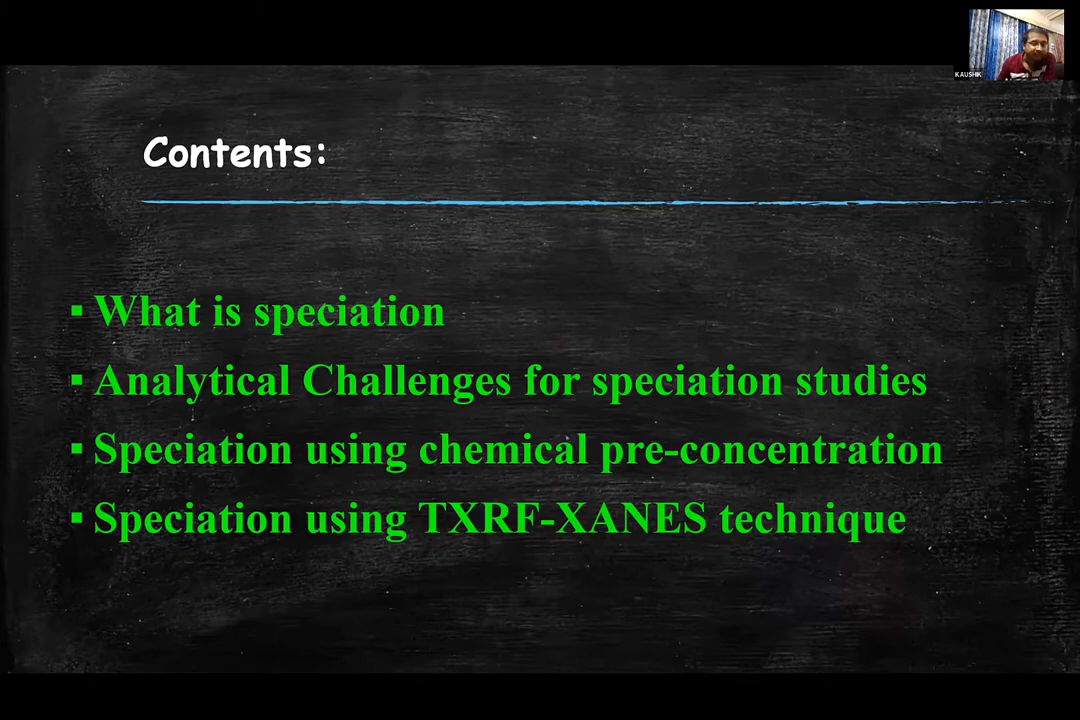 KAUSHIK
Contents:
▪ What is speciation
▪ Analytical Challenges for speciation studies
▪ Speciation using chemical pre-concentration
▪ Speciation using TXRF-XANES technique